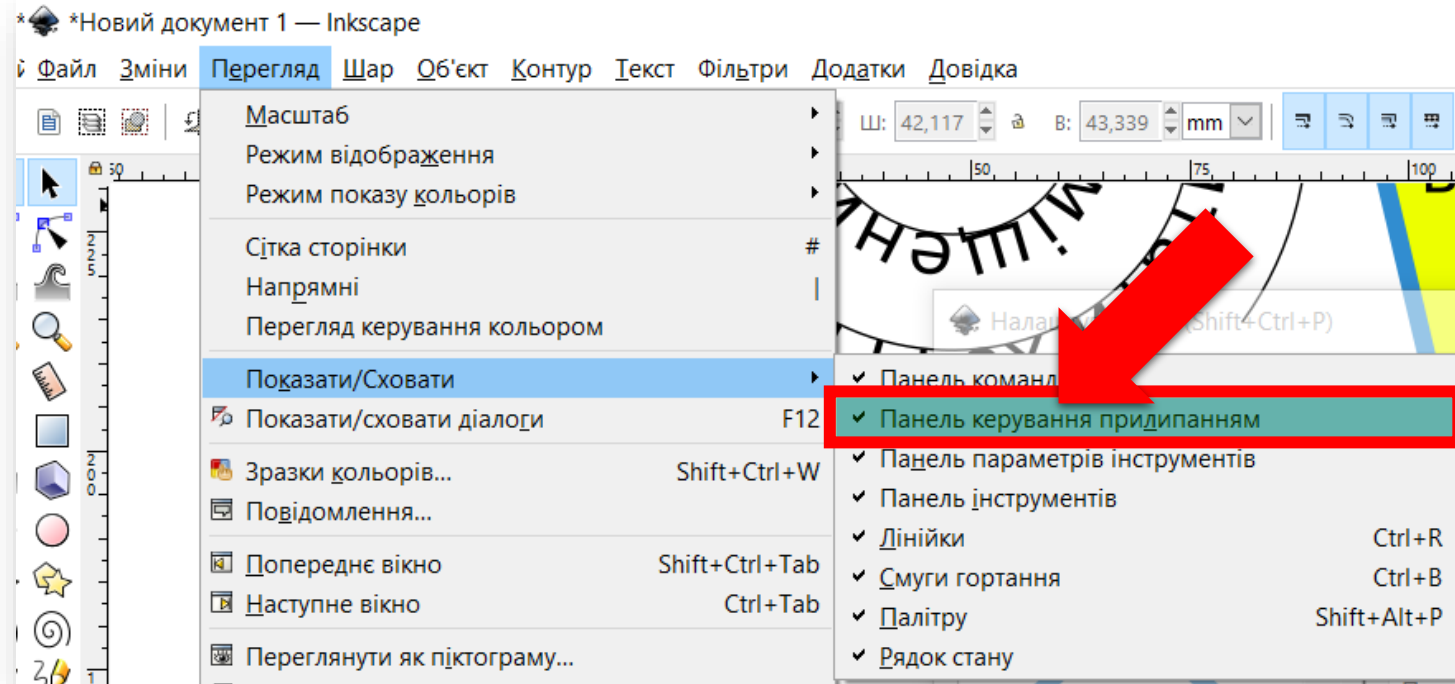 *Новий документ 1 — Inkscape
Файл Зміни Перегляд Шар Об'єкт Контур Текст Фільтри Додатки Довідка
Ш: 42,117 В: 43,339 mm
50 75 100
Масштаб
Режим відображення
Режим показу кольорів
Сітка сторінки #
Напрямні |
Перегляд керування кольором
Показати/Сховати
Показати/сховати діалоги F12
Зразки кольорів... Shift+Ctrl+W
Повідомлення...
Попереднє вікно Shift+Ctrl+Tab
Наступне вікно Ctrl+Tab
Переглянути як піктограму...
(Shift+Ctrl+P)
Панель команд
Панель керування прилипанням
Панель параметрів інструментів
Панель інструментів
Лінійки Ctrl+R
Смуги гортання Ctrl+B
Палітру Shift+Alt+P
Рядок стану